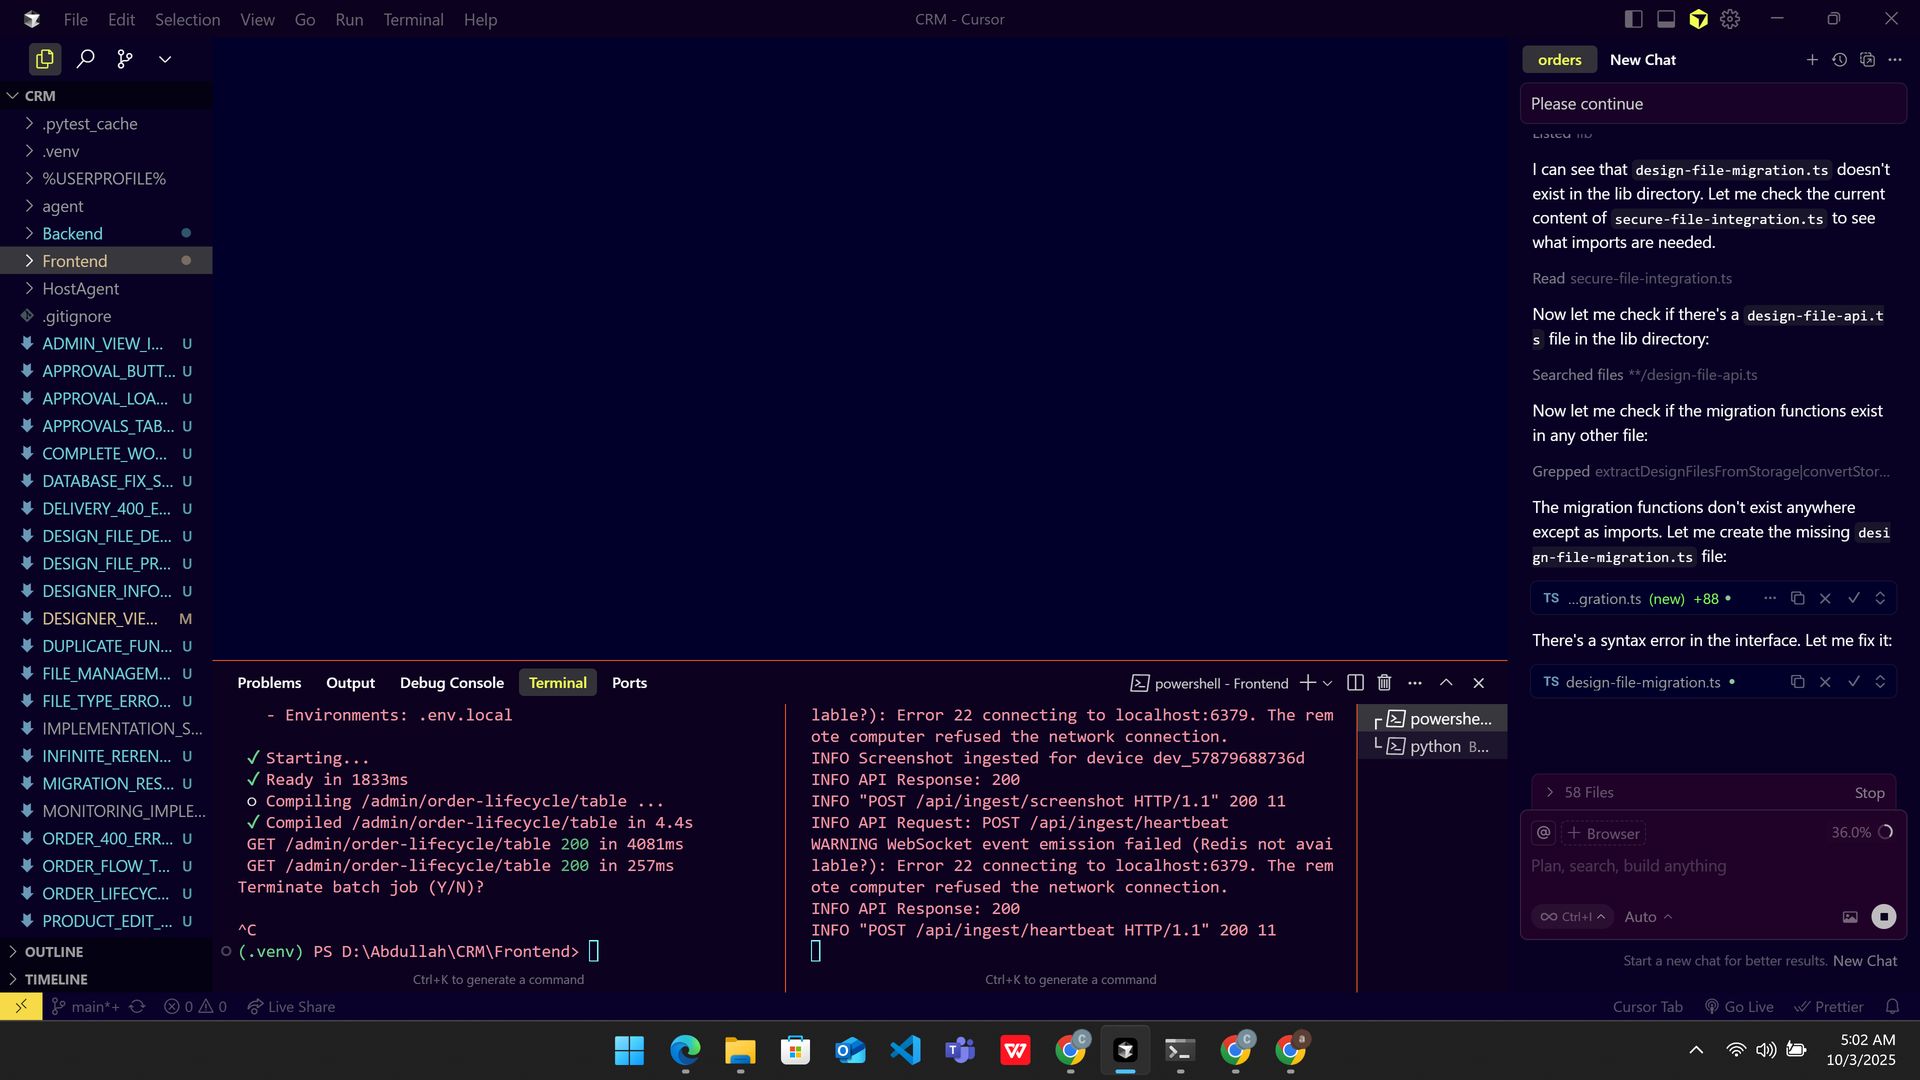 File Edit Selection View Go Run Terminal Help
CRM - Cursor
CRM
.pytest_cache
.venv
%USERPROFILE%
agent
Backend
Frontend
HostAgent
.gitignore
ADMIN_VIEW_I... U
APPROVAL_BUTT... U
APPROVAL_LOA... U
APPROVALS_TAB... U
COMPLETE_WO... U
DATABASE_FIX_S... U
DELIVERY_400_E... U
DESIGN_FILE_DE... U
DESIGN_FILE_PR... U
DESIGNER_INFO... U
DESIGNER_VIE... M
DUPLICATE_FUN... U
FILE_MANAGEM... U
FILE_TYPE_ERRO... U
IMPLEMENTATION_S...
INFINITE_REREN... U
MIGRATION_RES... U
MONITORING_IMPLE...
ORDER_400_ERR... U
ORDER_FLOW_T... U
ORDER_LIFECYC... U
PRODUCT_EDIT_... U
OUTLINE
TIMELINE
Problems Output Debug Console Terminal Ports
powershell - Frontend
- Environments: .env.local
✓ Starting...
✓ Ready in 1833ms
○ Compiling /admin/order-lifecycle/table ...
✓ Compiled /admin/order-lifecycle/table in 4.4s
GET /admin/order-lifecycle/table 200 in 4081ms
GET /admin/order-lifecycle/table 200 in 257ms
Terminate batch job (Y/N)?
^C
(.venv) PS D:\Abdullah\CRM\Frontend>
Ctrl+K to generate a command
lable?): Error 22 connecting to localhost:6379. The rem
ote computer refused the network connection.
INFO Screenshot ingested for device dev_57879688736d
INFO API Response: 200
INFO "POST /api/ingest/screenshot HTTP/1.1" 200 11
INFO API Request: POST /api/ingest/heartbeat
WARNING WebSocket event emission failed (Redis not avai
lable?): Error 22 connecting to localhost:6379. The rem
ote computer refused the network connection.
INFO API Response: 200
INFO "POST /api/ingest/heartbeat HTTP/1.1" 200 11
Ctrl+K to generate a command
powershe...
python B...
orders New Chat
Please continue
Listed lib
I can see that design-file-migration.ts doesn't
exist in the lib directory. Let me check the current
content of secure-file-integration.ts to see
what imports are needed.
Read secure-file-integration.ts
Now let me check if there's a design-file-api.t
s file in the lib directory:
Searched files **/design-file-api.ts
Now let me check if the migration functions exist
in any other file:
Grepped extractDesignFilesFromStorage|convertStor...
The migration functions don't exist anywhere
except as imports. Let me create the missing desi
gn-file-migration.ts file:
TS ...gration.ts (new) +88 •
There's a syntax error in the interface. Let me fix it:
TS design-file-migration.ts •
58 Files Stop
@ + Browser 36.0%
Plan, search, build anything
∞ Ctrl+I Auto
Start a new chat for better results. New Chat
main*+ 0 0 Live Share
Cursor Tab Go Live Prettier
5:02 AM
10/3/2025